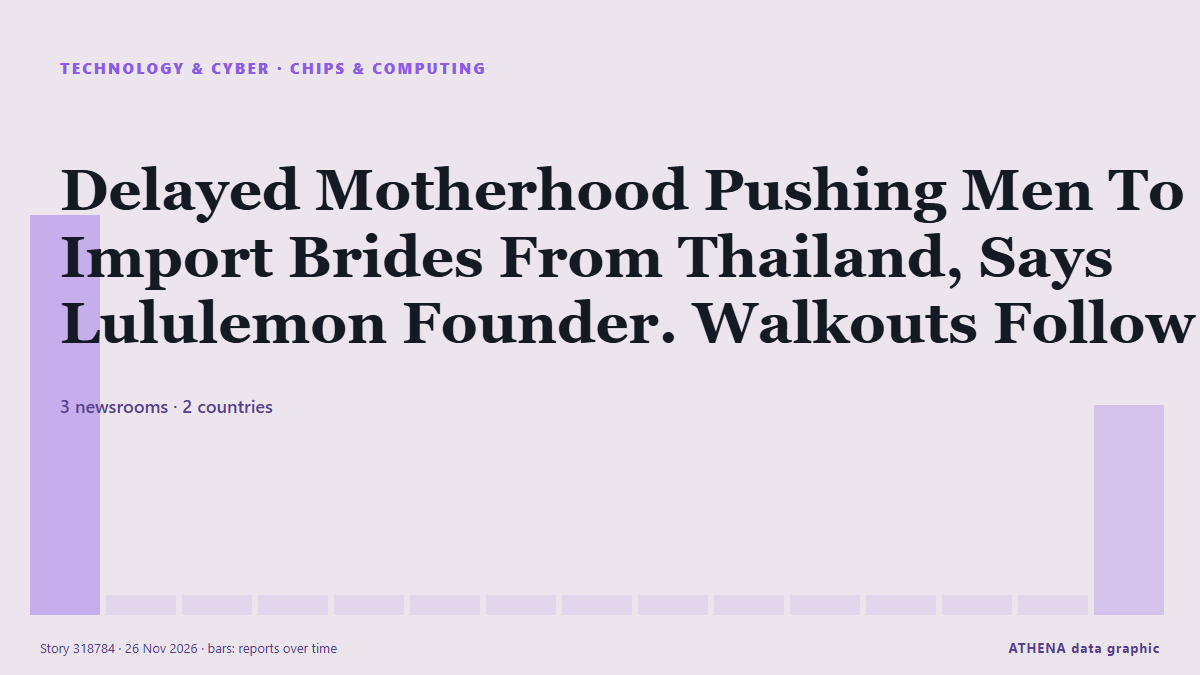 TECHNOLOGY & CYBER · CHIPS & COMPUTING
Delayed Motherhood Pushing Men To
Import Brides From Thailand, Says
Lululemon Founder. Walkouts Follow
3 newsrooms · 2 countries
Story 318784 · 26 Nov 2026 · bars: reports over time
ATHENA data graphic